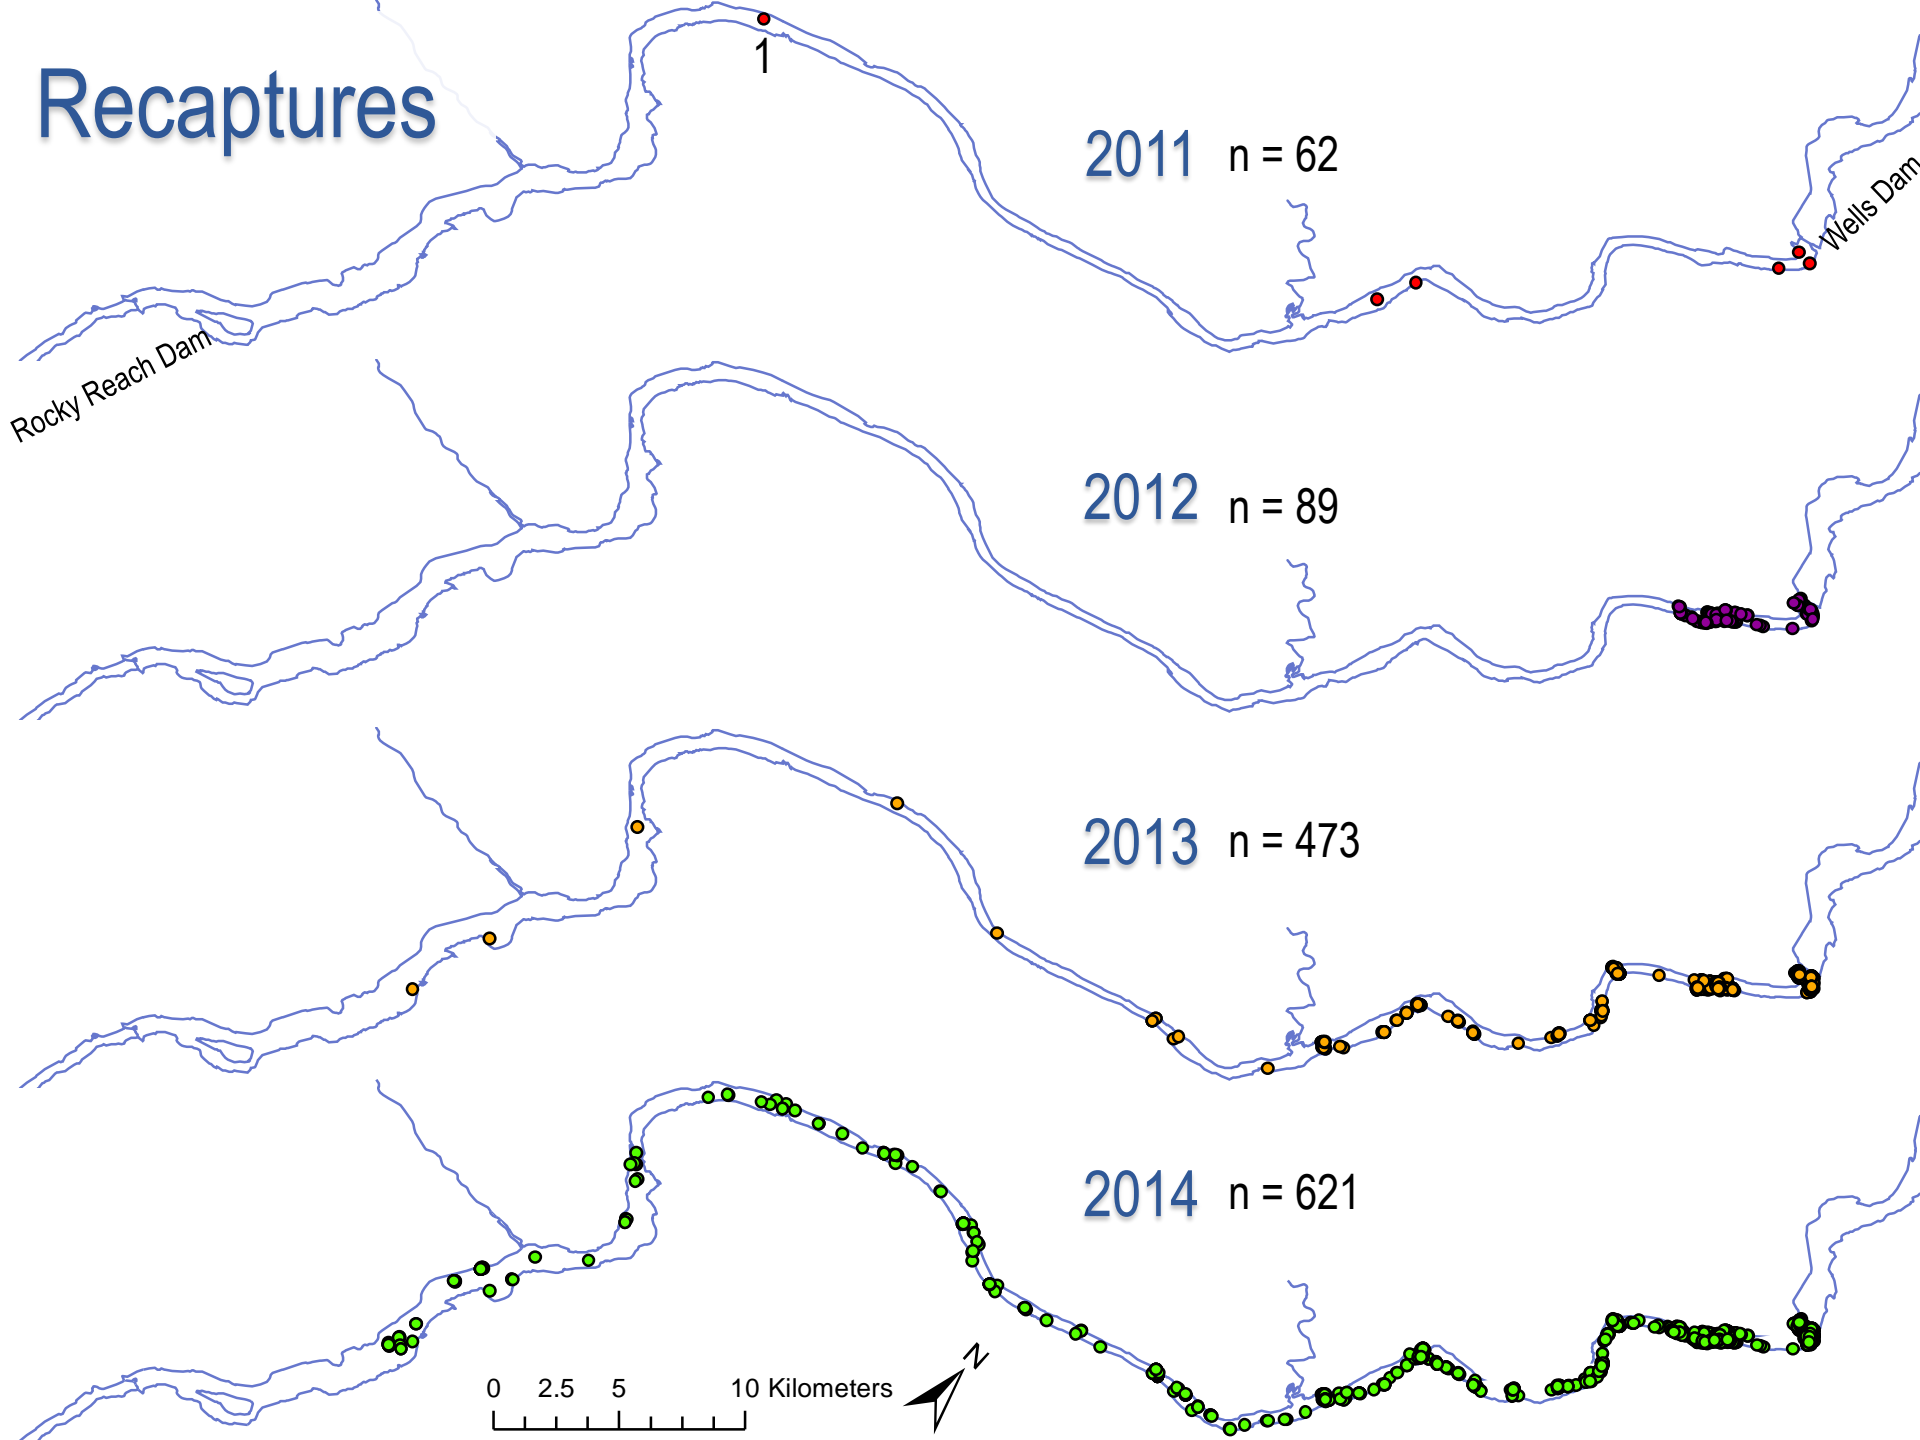 Recaptures
1
2011 n = 62
Wells Dam
Rocky Reach Dam
2012 n = 89
2013 n = 473
2014 n = 621
N
0 2.5 5 10 Kilometers